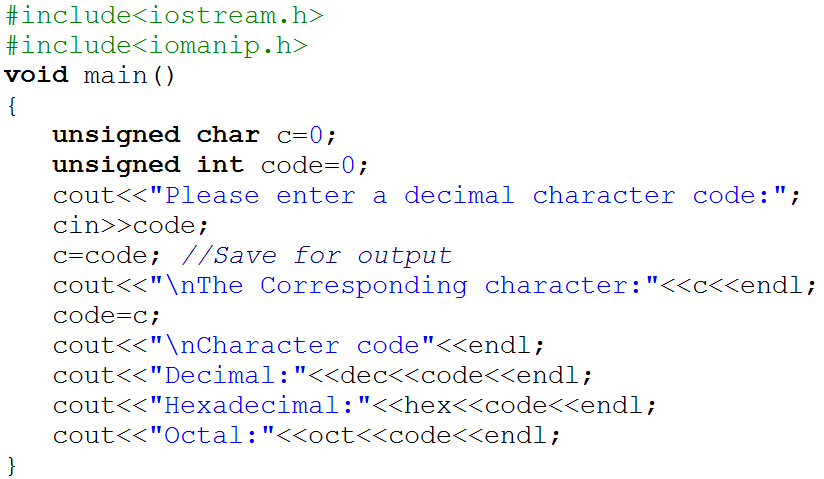 #include<iostream.h>
#include<iomanip.h>
void main()
{
   unsigned char c=0;
   unsigned int code=0;
   cout<<"Please enter a decimal character code:";
   cin>>code;
   c=code; //Save for output
   cout<<"\nThe Corresponding character:"<<c<<endl;
   code=c;
   cout<<"\nCharacter code"<<endl;
   cout<<"Decimal:"<<dec<<code<<endl;
   cout<<"Hexadecimal:"<<hex<<code<<endl;
   cout<<"Octal:"<<oct<<code<<endl;
}